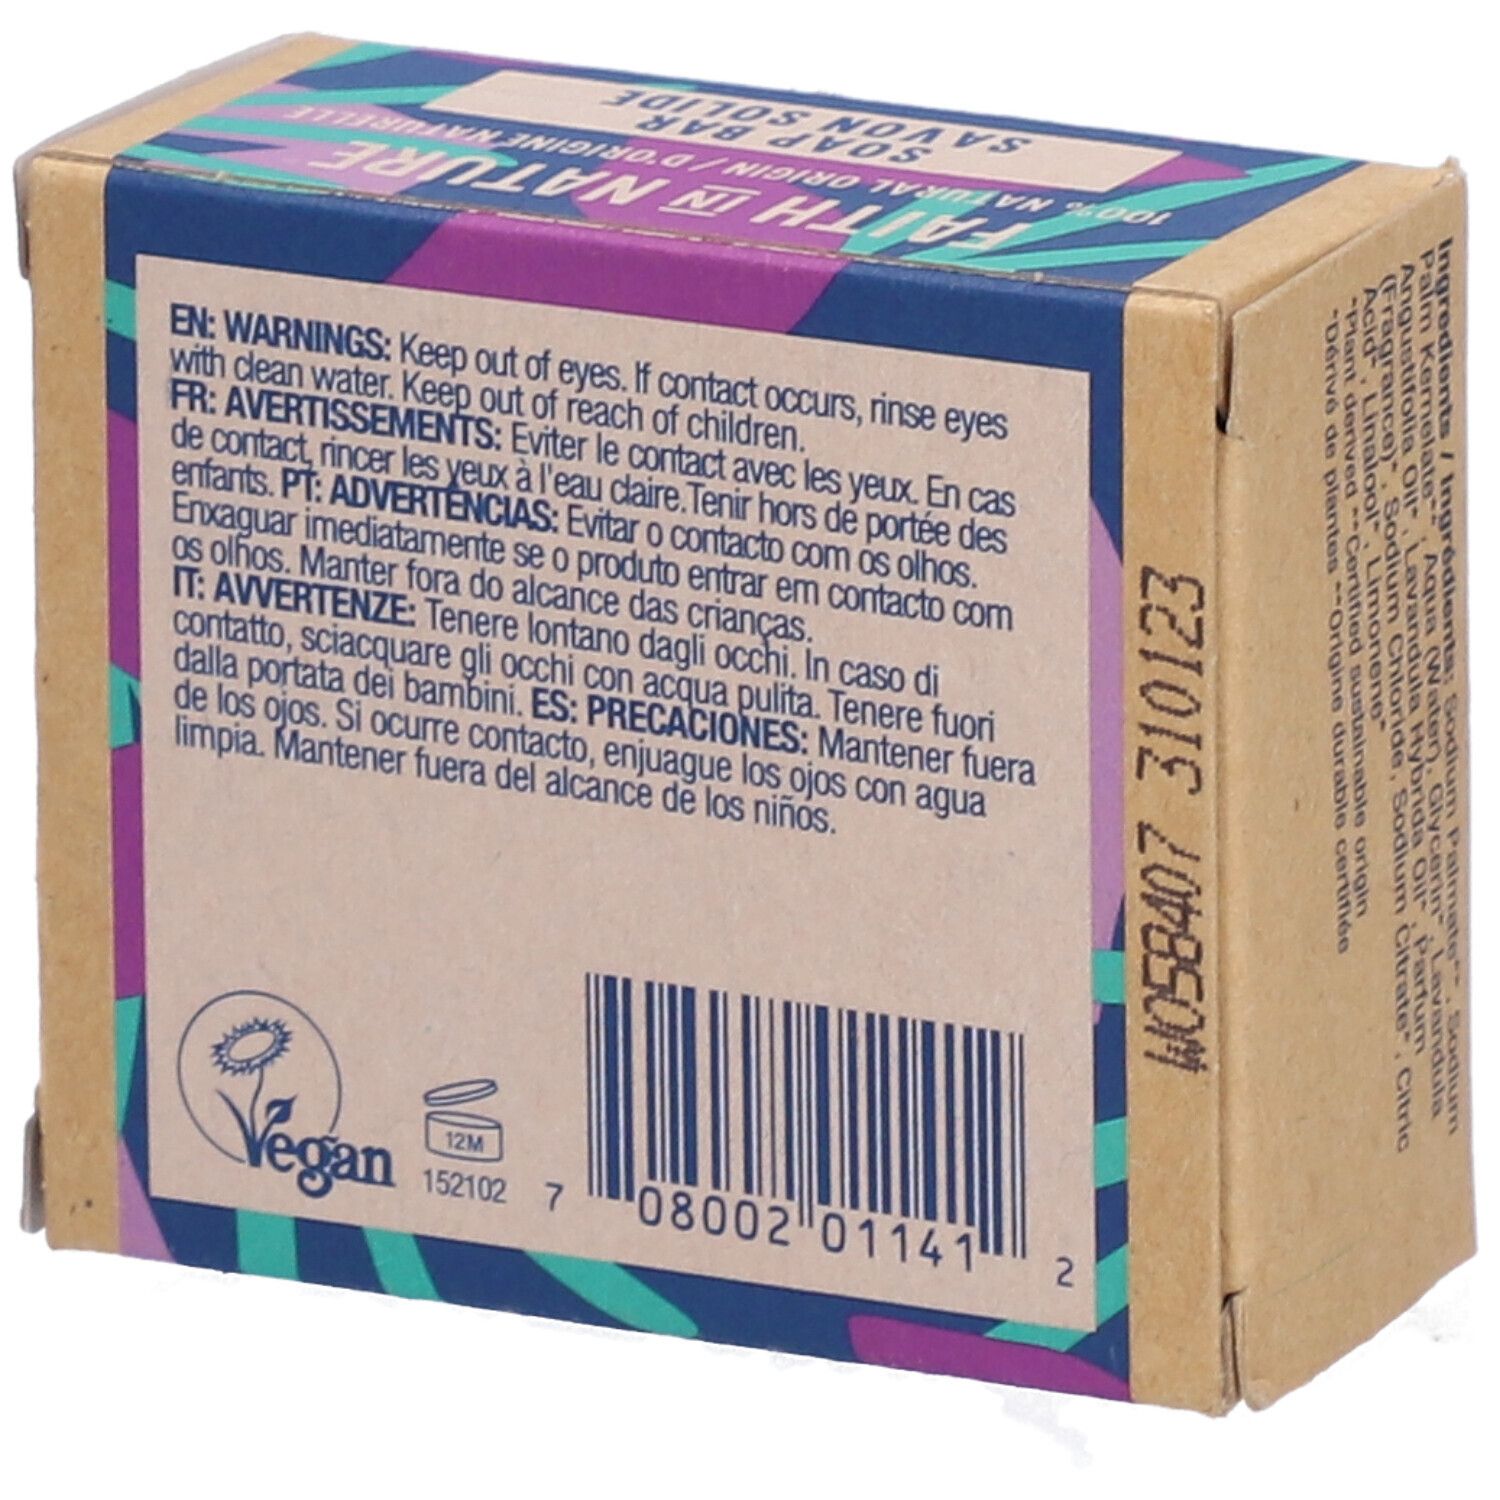 SOAP BAR
SAVON SOLIDE
FAITH IN NATURE
100% NATURAL ORIGIN / D'ORIGINE NATURELLE
EN: WARNINGS: Keep out of eyes. If contact occurs, rinse eyes
with clean water. Keep out of reach of children.
FR: AVERTISSEMENTS: Eviter le contact avec les yeux. En cas
de contact, rincer les yeux à l'eau claire.Tenir hors de portée des
enfants. PT: ADVERTÊNCIAS: Evitar o contacto com os olhos.
Enxaguar imediatamente se o produto entrar em contacto com
os olhos. Manter fora do alcance das crianças.
IT: AVVERTENZE: Tenere lontano dagli occhi. In caso di
contatto, sciacquare gli occhi con acqua pulita. Tenere fuori
dalla portata dei bambini. ES: PRECACIONES: Mantener fuera
de los ojos. Si ocurre contacto, enjuague los ojos con agua
limpia. Mantener fuera del alcance de los niños.
Vegan
12M
152102
7 08002 01141 2
W058407 310123
Ingredients / Ingrédients: Sodium Palmate**, Sodium
Palm Kernelate**, Aqua (Water), Glycerin*, Lavandula
Angustifolia Oil*, Lavandula Hybrida Oil*, Parfum
(Fragrance)*, Sodium Chloride, Sodium Citrate*, Citric
Acid*, Linalool*, Limonene*
*Plant derived **Certified sustainable origin
*Dérivé de plantes **Origine durable certifiée